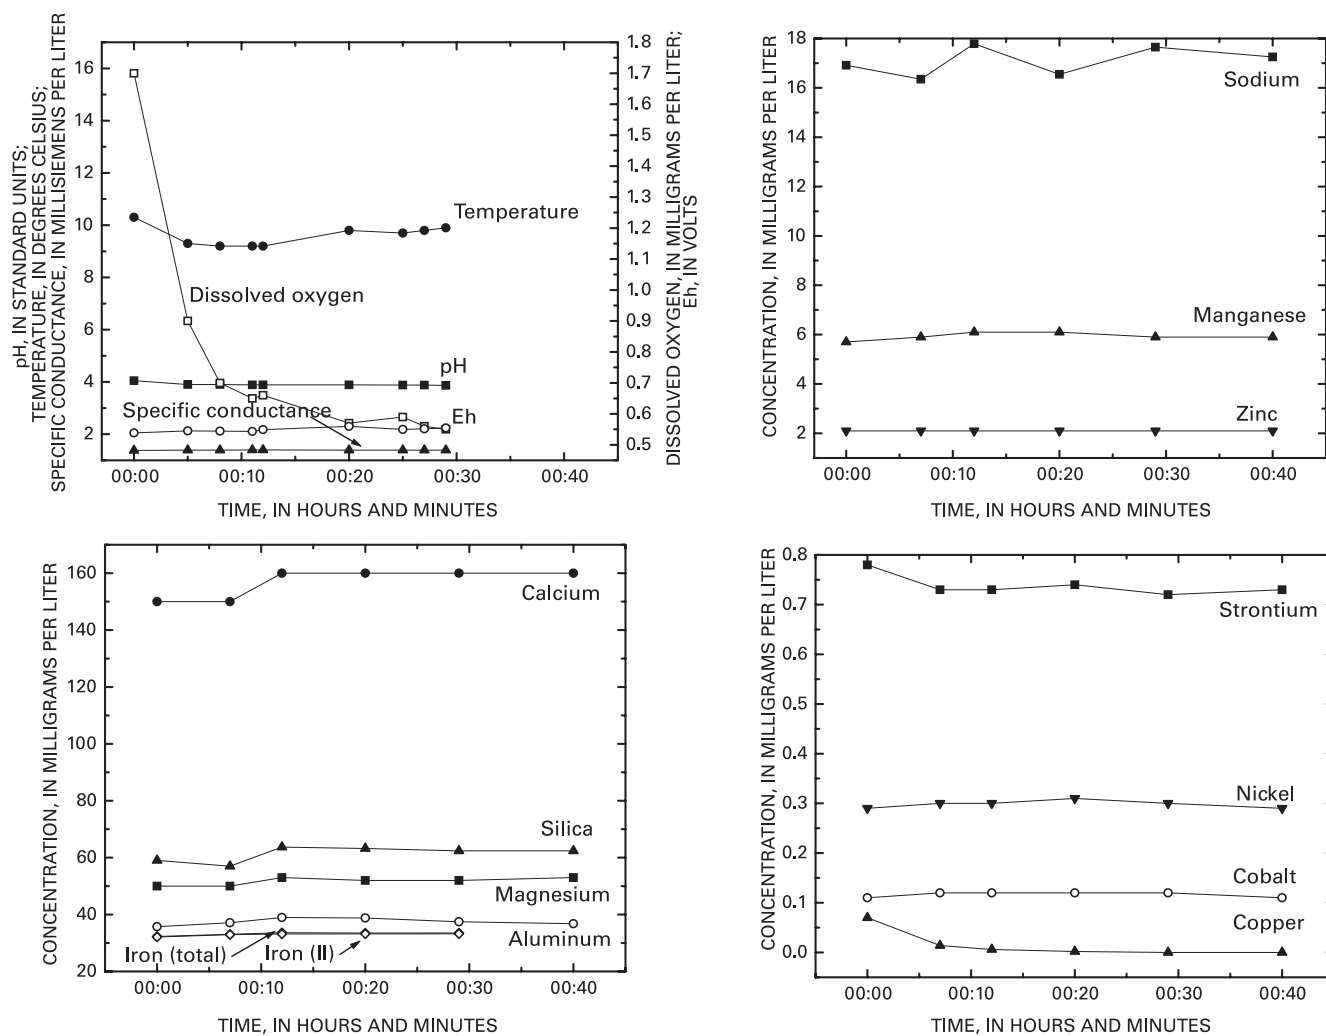 pH, IN STANDARD UNITS;
TEMPERATURE, IN DEGREES CELSIUS;
SPECIFIC CONDUCTANCE, IN MILLISIEMENS PER LITER
16
14
12
10
8
6
4
2
Temperature
Dissolved oxygen
pH
Specific conductance
Eh
1.8
1.7
1.6
1.5
1.4
1.3
1.2
1.1
1.0
0.9
0.8
0.7
0.6
0.5
DISSOLVED OXYGEN, IN MILLIGRAMS PER LITER;
Eh, IN VOLTS
00:00 00:10 00:20 00:30 00:40
TIME, IN HOURS AND MINUTES
CONCENTRATION, IN MILLIGRAMS PER LITER
18
16
14
12
10
8
6
4
2
Sodium
Manganese
Zinc
00:00 00:10 00:20 00:30 00:40
TIME, IN HOURS AND MINUTES
CONCENTRATION, IN MILLIGRAMS PER LITER
160
140
120
100
80
60
40
20
Calcium
Silica
Magnesium
Aluminum
Iron (total)
Iron (II)
00:00 00:10 00:20 00:30 00:40
TIME, IN HOURS AND MINUTES
CONCENTRATION, IN MILLIGRAMS PER LITER
0.8
0.7
0.6
0.5
0.4
0.3
0.2
0.1
0.0
Strontium
Nickel
Cobalt
Copper
00:00 00:10 00:20 00:30 00:40
TIME, IN HOURS AND MINUTES